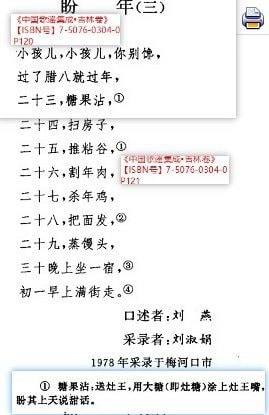 盼 年(三)
《中国歌谣集成·吉林卷》
【ISBN号】7-5076-0304-0
P120
小孩儿,小孩儿,你别馋,
过了腊八就过年,
二十三,糖果沾,①
二十四,扫房子,
二十五,推粘谷,①
《中国歌谣集成·吉林卷》
【ISBN号】7-5076-0304-0
P121
二十六,割年肉,
二十七,杀年鸡,
二十八,把面发,②
二十九,蒸馒头,
三十晚上坐一宿,③
初一早上满街走。④
口述者:刘 燕
采录者:刘淑娟
1978年采录于梅河口市
① 糖果沾:送灶王,用大糖(即灶糖)涂上灶王嘴,
盼其上天说甜话。